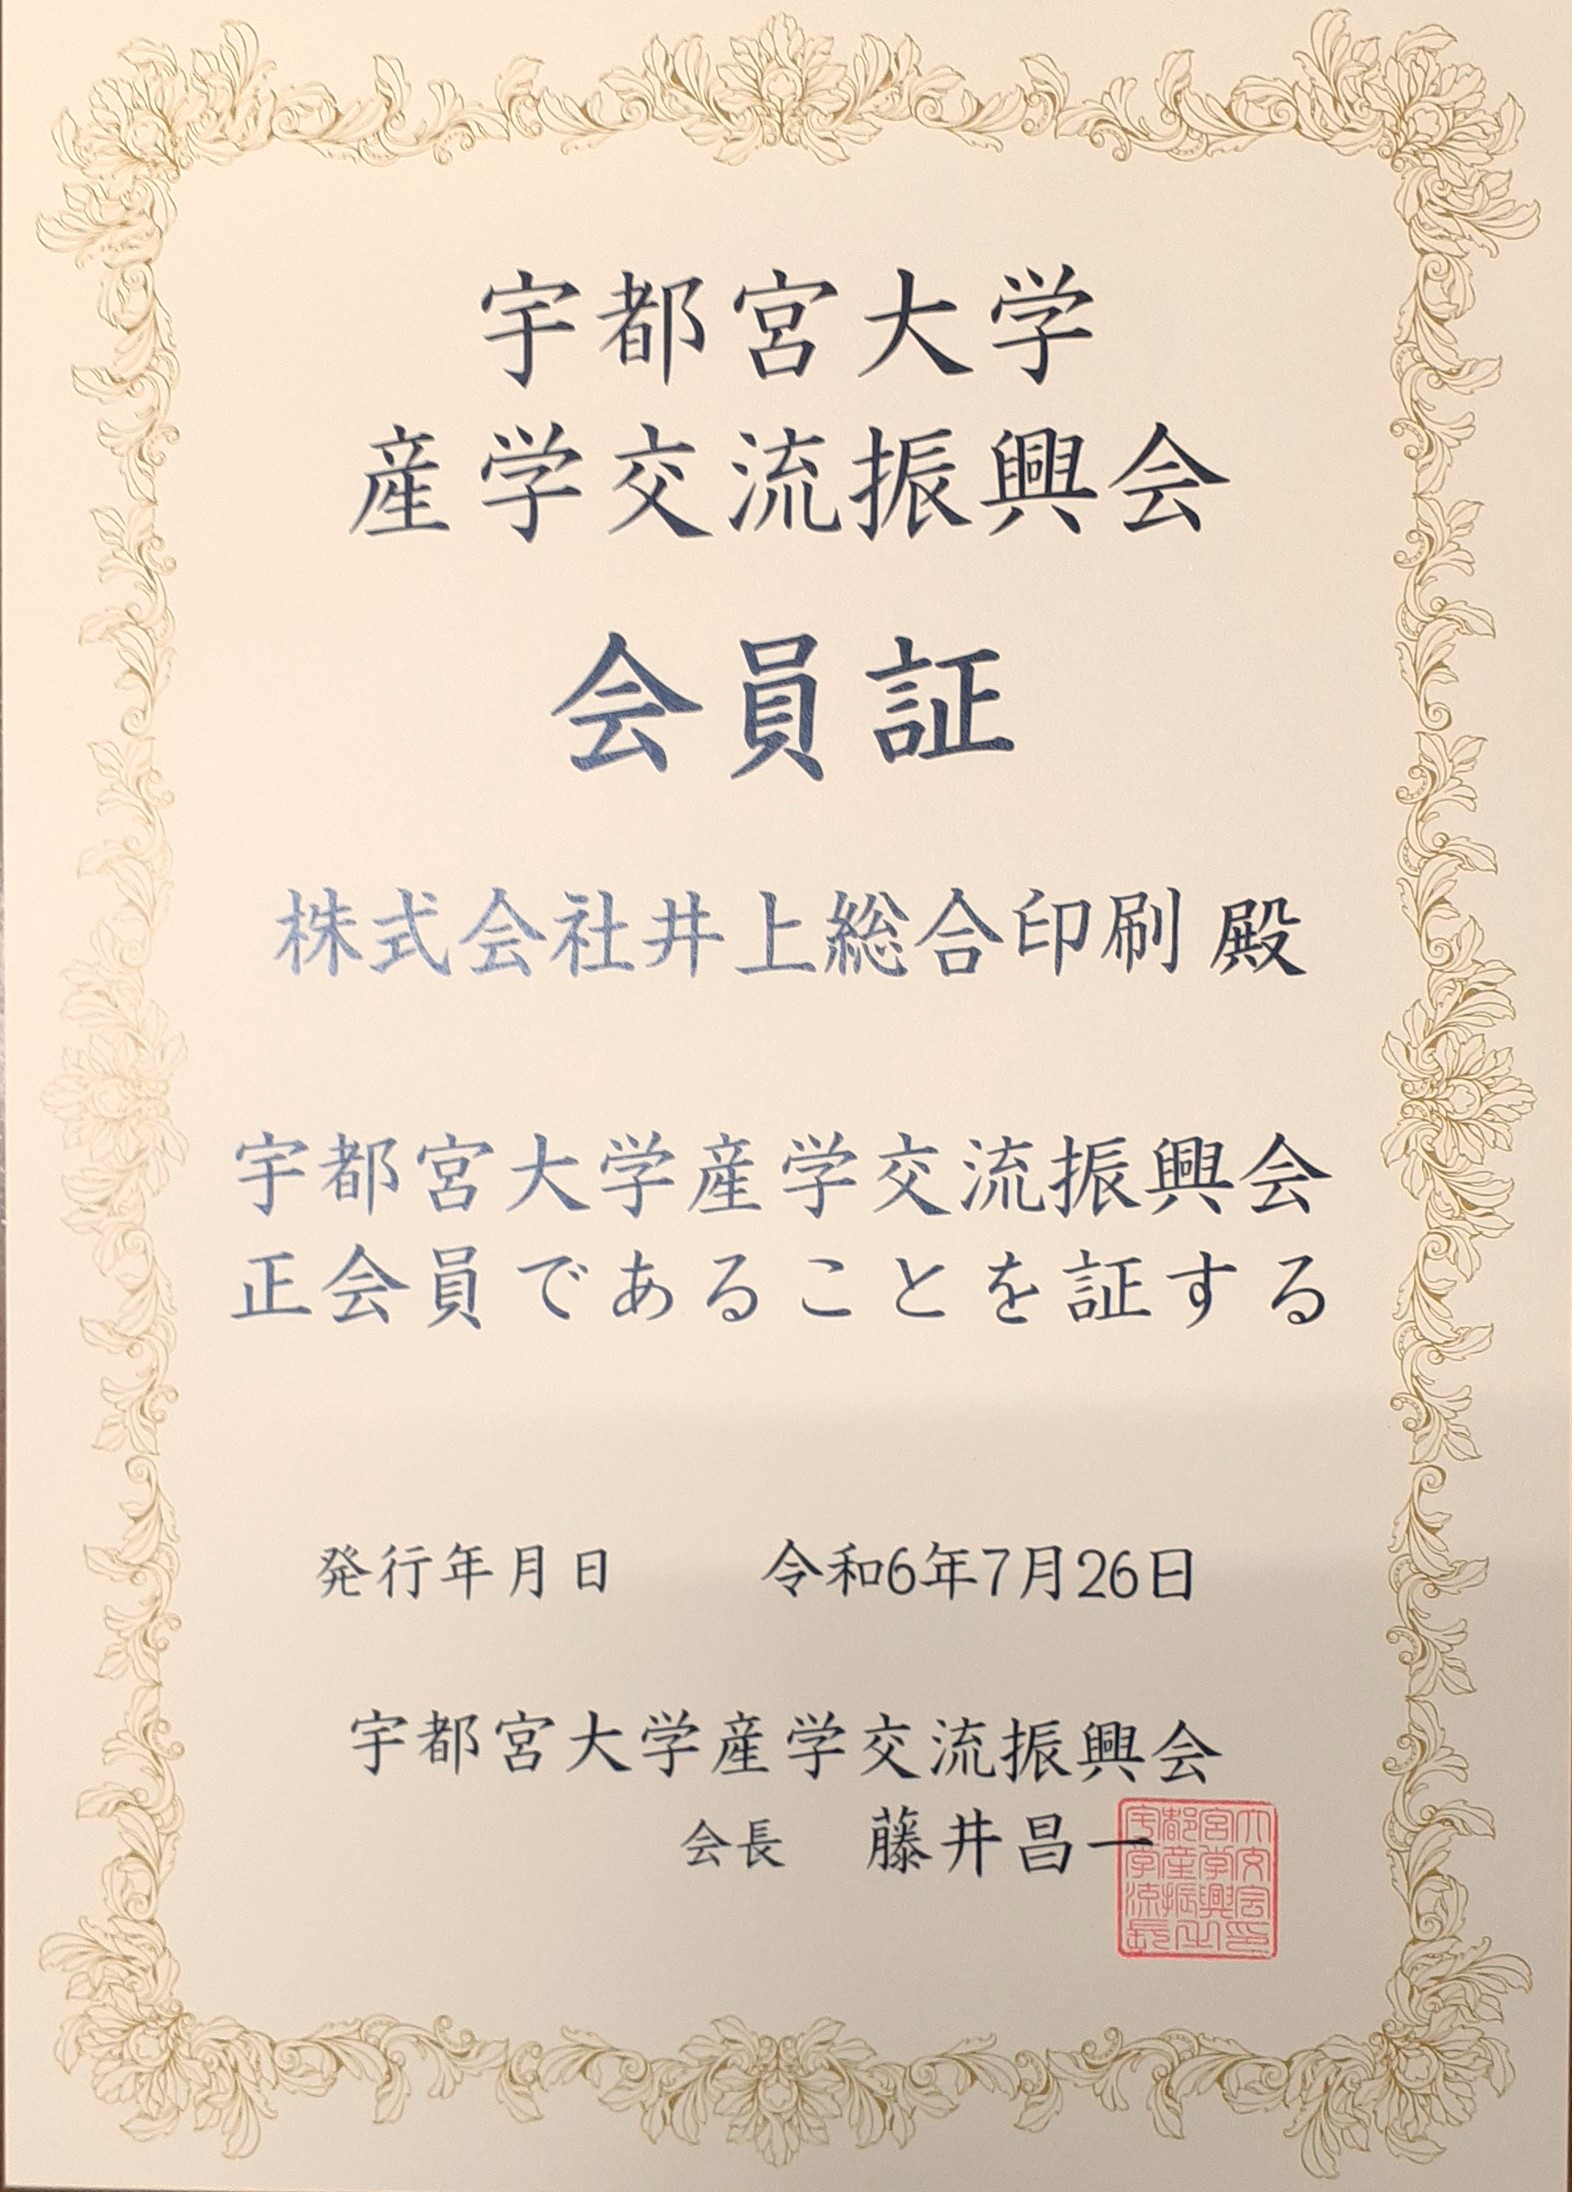 宇都宮大学
産学交流振興会
会員証
株式会社井上総合印刷 殿
宇都宮大学産学交流振興会
正会員であることを証する
発行年月日 令和6年7月26日
宇都宮大学産学交流振興会
会長 藤井昌一